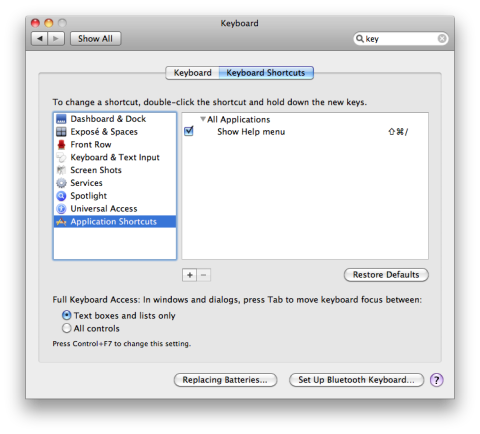 Keyboard
Show All
key
Keyboard
Keyboard Shortcuts
To change a shortcut, double-click the shortcut and hold down the new keys.
Dashboard & Dock
Exposé & Spaces
Front Row
Keyboard & Text Input
Screen Shots
Services
Spotlight
Universal Access
Application Shortcuts
All Applications
Show Help menu ⇧⌘/
+ −
Restore Defaults
Full Keyboard Access: In windows and dialogs, press Tab to move keyboard focus between:
Text boxes and lists only
All controls
Press Control+F7 to change this setting.
Replacing Batteries...
Set Up Bluetooth Keyboard...
?